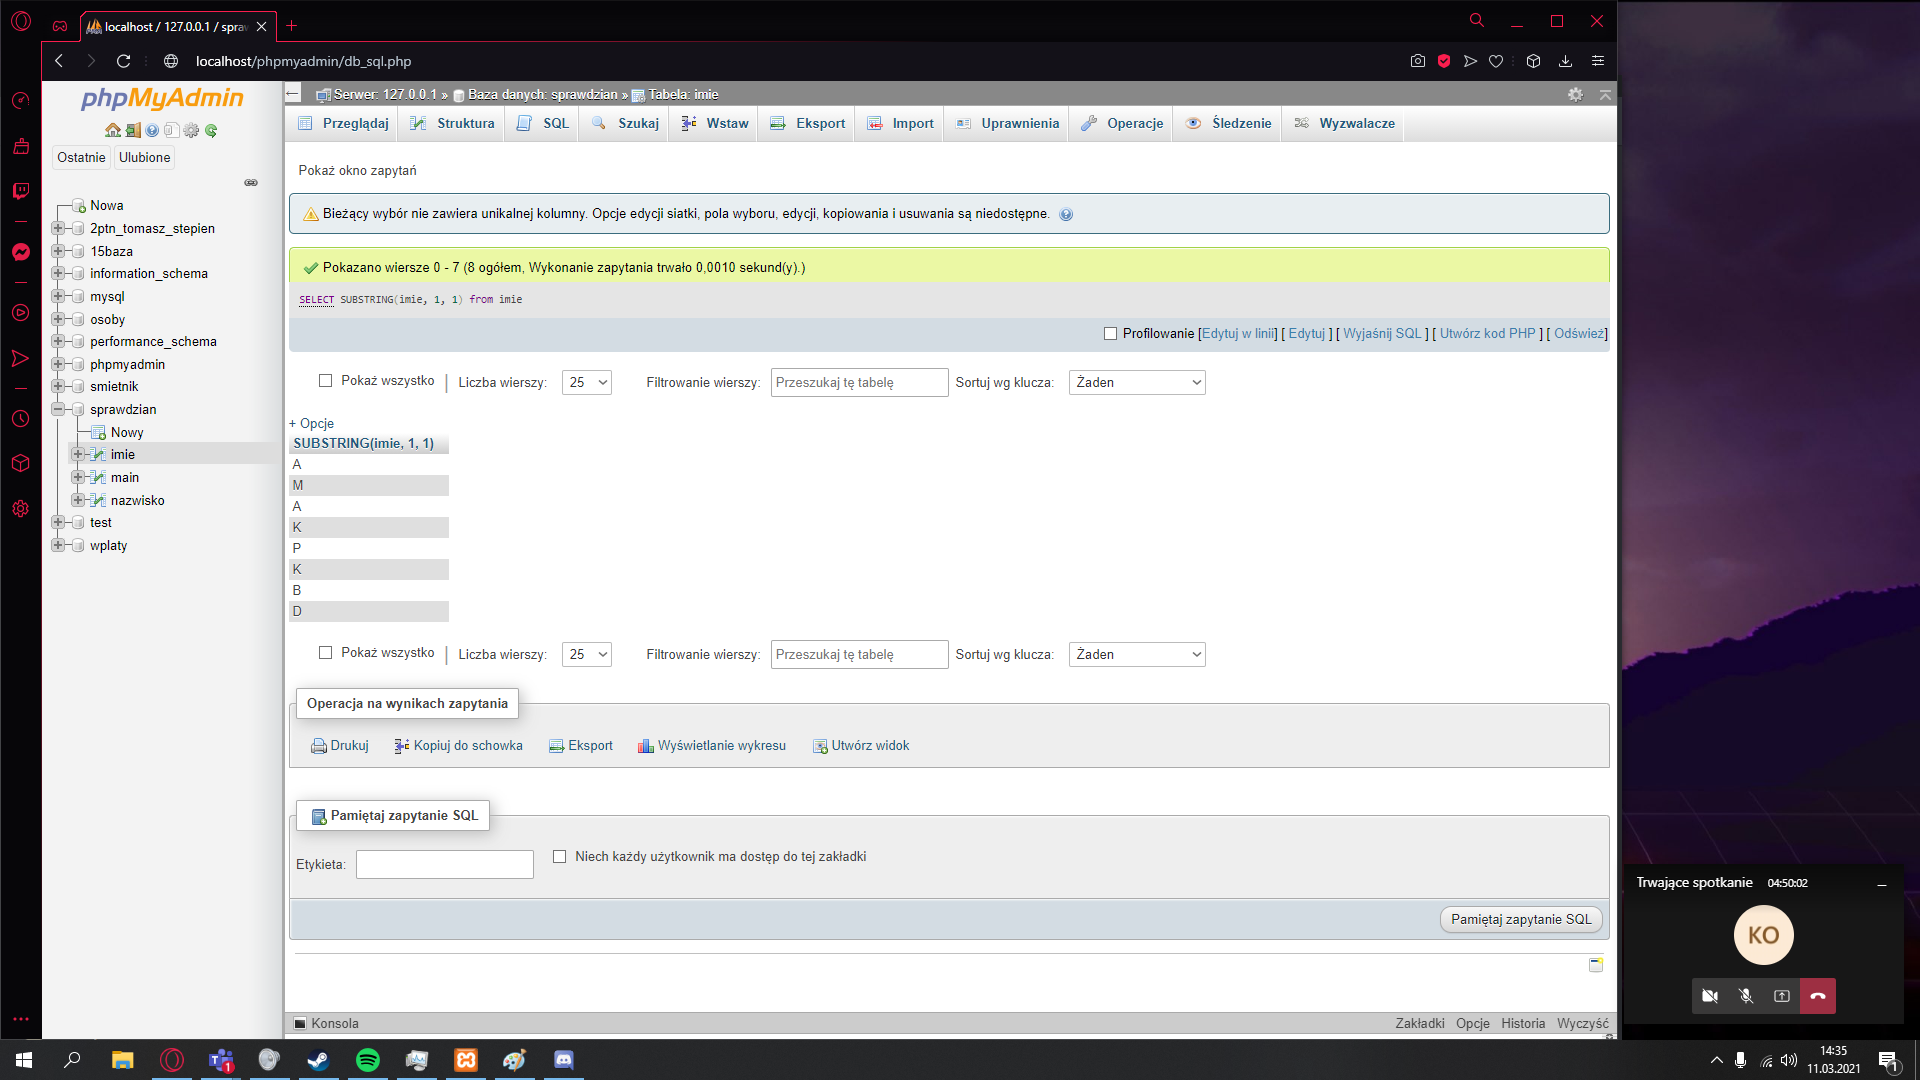 localhost / 127.0.0.1 / spraw
localhost/phpmyadmin/db_sql.php
phpMyAdmin
Ostatnie
Ulubione
Nowa
2ptn_tomasz_stepien
15baza
information_schema
mysql
osoby
performance_schema
phpmyadmin
smietnik
sprawdzian
Nowy
imie
main
nazwisko
test
wplaty
Serwer: 127.0.0.1 » Baza danych: sprawdzian » Tabela: imie
Przeglądaj Struktura SQL Szukaj Wstaw Eksport Import Uprawnienia Operacje Śledzenie Wyzwalacze
Pokaż okno zapytań
Bieżący wybór nie zawiera unikalnej kolumny. Opcje edycji siatki, pola wyboru, edycji, kopiowania i usuwania są niedostępne.
Pokazano wiersze 0 - 7 (8 ogółem, Wykonanie zapytania trwało 0,0010 sekund(y).)
SELECT SUBSTRING(imie, 1, 1) from imie
Profilowanie [Edytuj w linii] [ Edytuj ] [ Wyjaśnij SQL ] [ Utwórz kod PHP ] [ Odśwież]
Pokaż wszystko | Liczba wierszy: 25 Filtrowanie wierszy: Przeszukaj tę tabelę Sortuj wg klucza: Żaden
+ Opcje
SUBSTRING(imie, 1, 1)
A
M
A
K
P
K
B
D
Pokaż wszystko | Liczba wierszy: 25 Filtrowanie wierszy: Przeszukaj tę tabelę Sortuj wg klucza: Żaden
Operacja na wynikach zapytania
Drukuj Kopiuj do schowka Eksport Wyświetlanie wykresu Utwórz widok
Pamiętaj zapytanie SQL
Etykieta: Niech każdy użytkownik ma dostęp do tej zakładki
Pamiętaj zapytanie SQL
Konsola Zakładki Opcje Historia Wyczyść
Trwające spotkanie 04:50:02
KO
1
14:35
11.03.2021
1